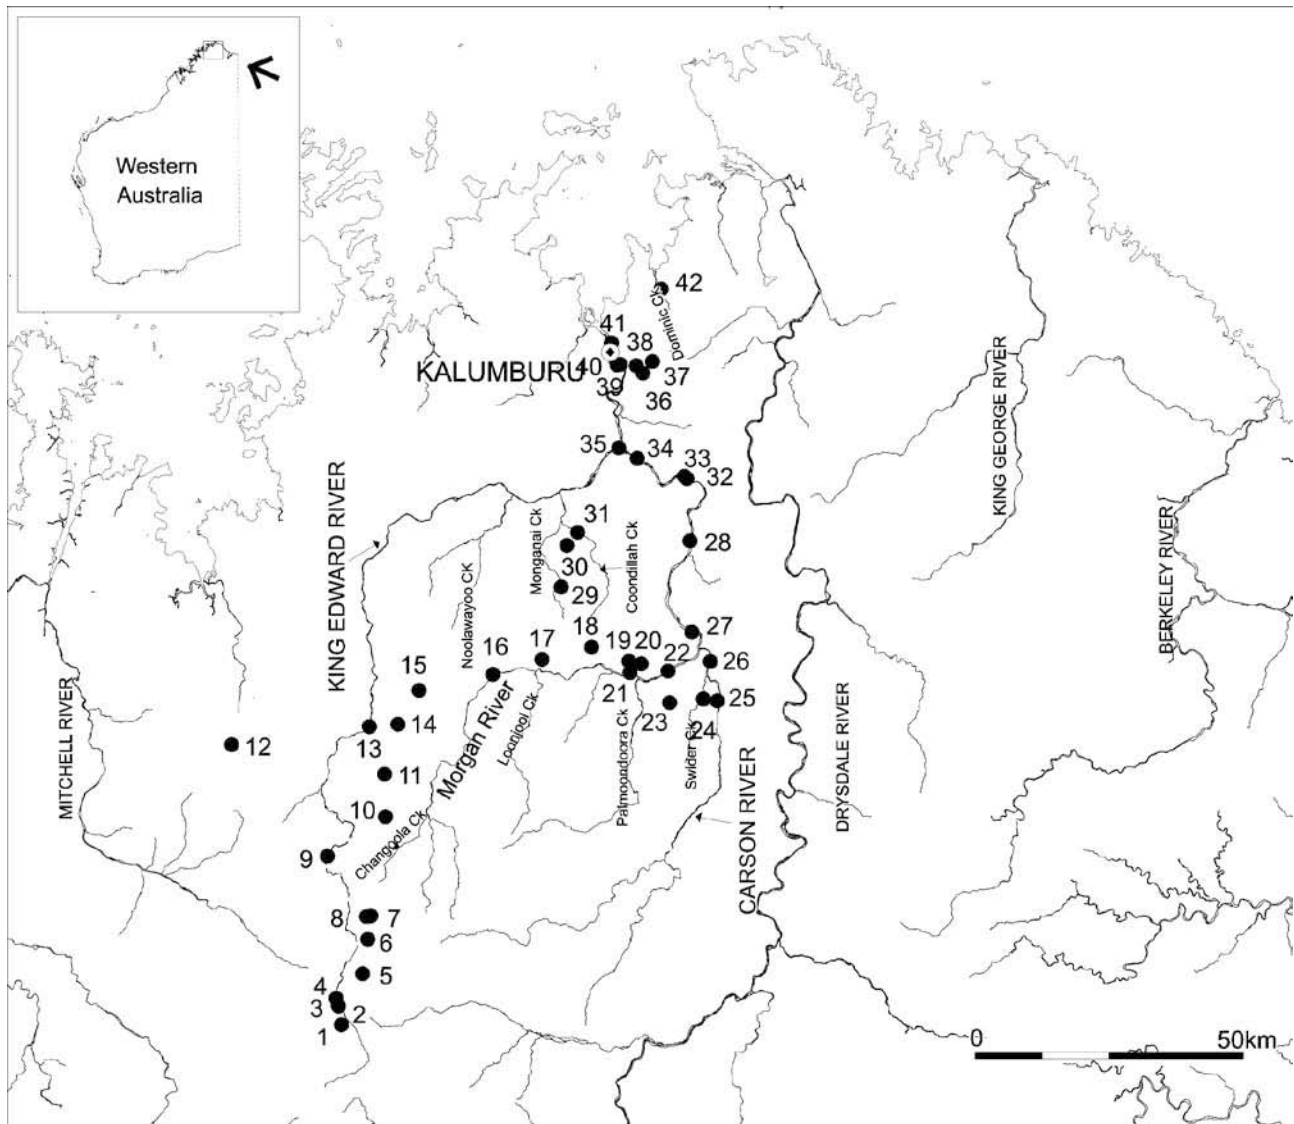 Western
Australia
42
Dominic Ck
41
38
KALUMBURU
40
37
39
36
35
34
33
32
KING GEORGE RIVER
KING EDWARD RIVER
31
Monganai Ck
28
30
Coondillah Ck
Noolawayoo CK
29
BERKELEY RIVER
27
18
19
20
17
16
22
26
15
21
25
Morgan River
Loonjool Ck
23
24
14
13
12
MITCHELL RIVER
Palmoondoora Ck
Swider Ck
DRYSDALE RIVER
11
10
Changoola Ck
CARSON RIVER
9
8
7
6
5
4
3
2
1
0
50km